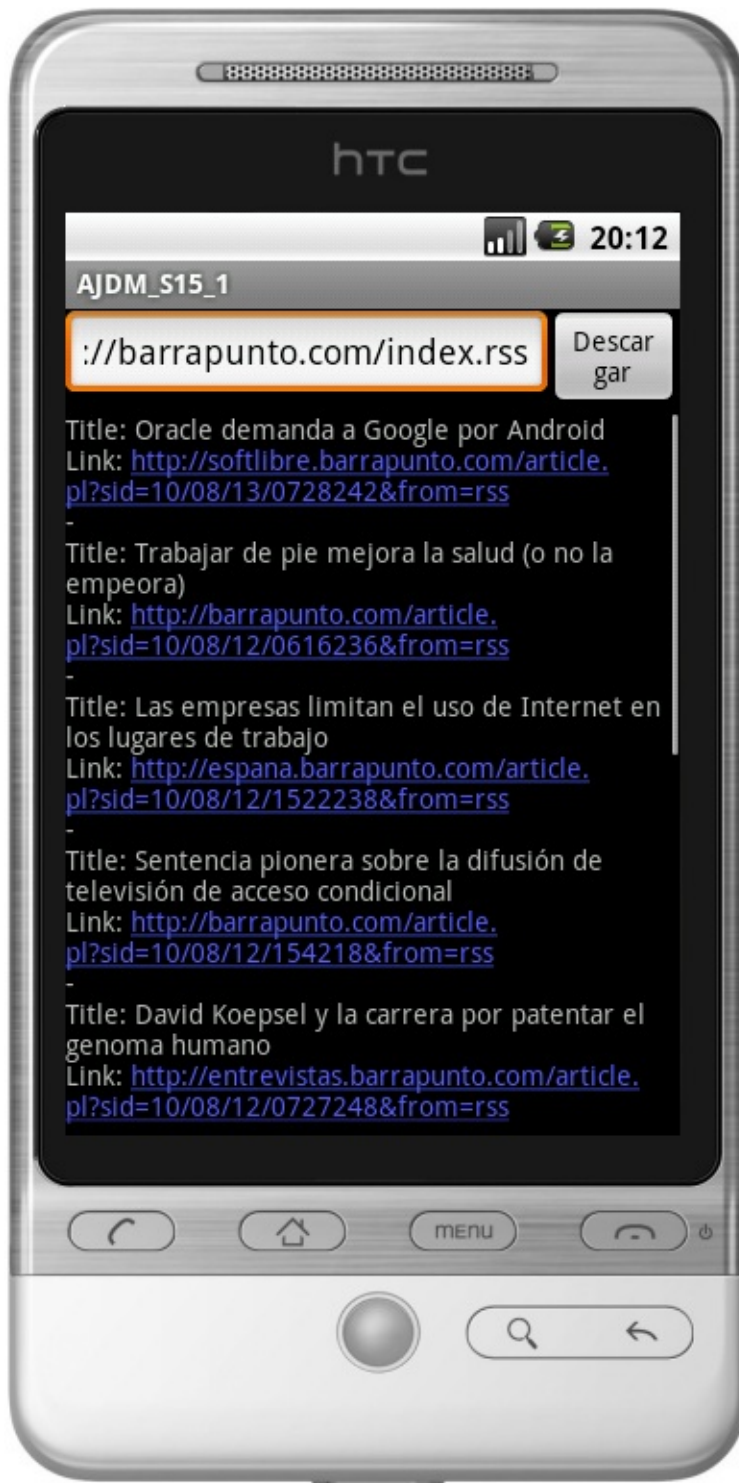 hTC
20:12
AJDM_S15_1
://barrapunto.com/index.rss
Descar
gar
Title: Oracle demanda a Google por Android
Link: http://softlibre.barrapunto.com/article.
pl?sid=10/08/13/0728242&from=rss
-
Title: Trabajar de pie mejora la salud (o no la
empeora)
Link: http://barrapunto.com/article.
pl?sid=10/08/12/0616236&from=rss
-
Title: Las empresas limitan el uso de Internet en
los lugares de trabajo
Link: http://espana.barrapunto.com/article.
pl?sid=10/08/12/1522238&from=rss
-
Title: Sentencia pionera sobre la difusión de
televisión de acceso condicional
Link: http://barrapunto.com/article.
pl?sid=10/08/12/154218&from=rss
-
Title: David Koepsel y la carrera por patentar el
genoma humano
Link: http://entrevistas.barrapunto.com/article.
pl?sid=10/08/12/0727248&from=rss
MENU